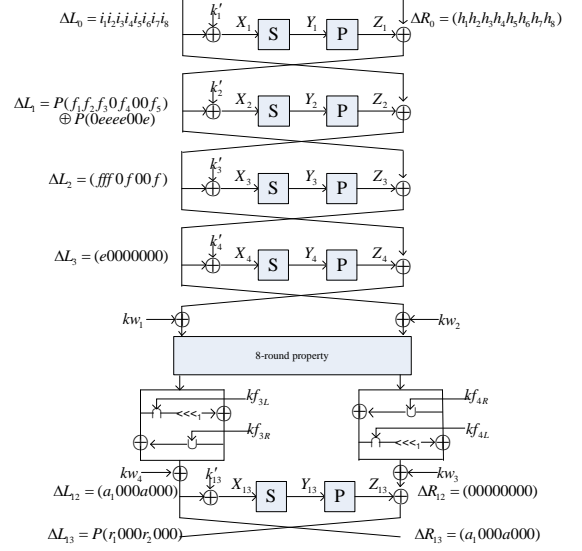 ΔL₀ = i₁i₂i₃i₄i₅i₆i₇i₈ k′₁ X₁ S Y₁ P Z₁ ΔR₀ = (h₁h₂h₃h₄h₅h₆h₇h₈)
ΔL₁ = P(f₁f₂f₃0f₄00f₅)
⊕P(0eeee00e)
k′₂ X₂ S Y₂ P Z₂
ΔL₂ = (fff0f00f) k′₃ X₃ S Y₃ P Z₃
ΔL₃ = (e0000000) k′₄ X₄ S Y₄ P Z₄
kw₁ kw₂
8-round property
kf₃L kf₄R
<<<₁
kf₃R kf₄L
<<<₁
kw₄ kw₃
ΔL₁₂ = (a₁000a000) k′₁₃ X₁₃ S Y₁₃ P Z₁₃ ΔR₁₂ = (00000000)
ΔL₁₃ = P(r₁000r₂000) ΔR₁₃ = (a₁000a000)